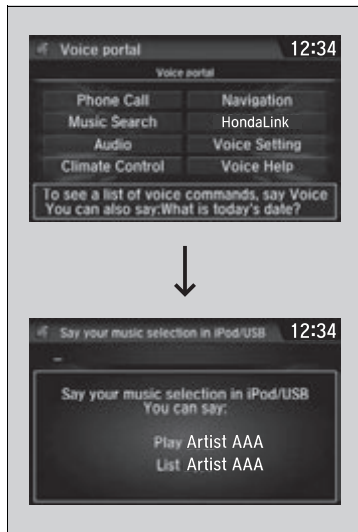 Voice portal 12:34
Voice portal
Phone Call Navigation
Music Search HondaLink
Audio Voice Setting
Climate Control Voice Help
To see a list of voice commands, say Voice
You can also say:What is today's date?
Say your music selection in iPod/USB 12:34
Say your music selection in iPod/USB
You can say:
Play Artist AAA
List Artist AAA